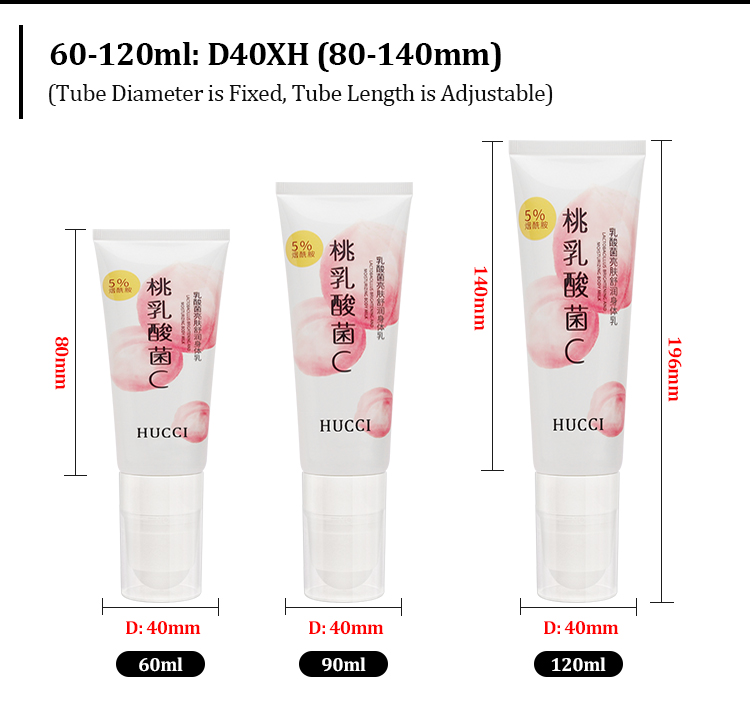 60-120ml: D40XH (80-140mm)
(Tube Diameter is Fixed, Tube Length is Adjustable)
80mm
5%
桃乳酸菌C
乳酸菌亮肤舒润身体乳
HUCCI
D: 40mm
60ml
5%
桃乳酸菌C
乳酸菌亮肤舒润身体乳
HUCCI
D: 40mm
90ml
140mm
5%
桃乳酸菌C
乳酸菌亮肤舒润身体乳
HUCCI
196mm
D: 40mm
120ml